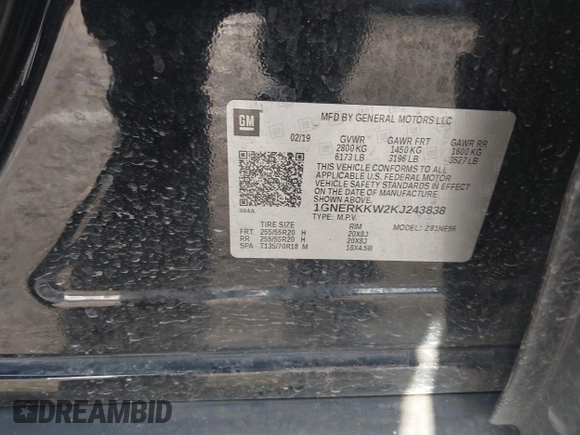 GM
MFD BY GENERAL MOTORS LLC
02/19 GVWR GAWR FRT GAWR RR
2800 KG 1450 KG 1600 KG
6173 LB 3196 LB 3527 LB
THIS VEHICLE CONFORMS TO ALL
APPLICABLE U.S. FEDERAL MOTOR
VEHICLE SAFETY STANDARDS IN EFFECT
ON THE DATE OF MANUFACTURE
SHOWN ABOVE.
1GNERKKW2KJ243838
TYPE: M.P.V. MODEL: Z81NE56
TIRE SIZE RIM
FRT 255/55R20 H 20X8J
RR 255/55R20 H 20X8J
SPA T135/70R18 M 18X4.5B
DREAMBID